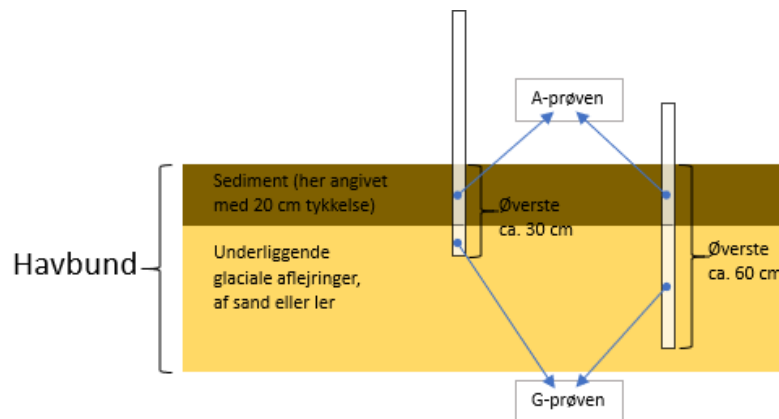 A-prøven
Sediment (her angivet
med 20 cm tykkelse)
Øverste
ca. 30 cm
Underliggende
glaciale aflejringer,
af sand eller ler
Havbund
Øverste
ca. 60 cm
G-prøven